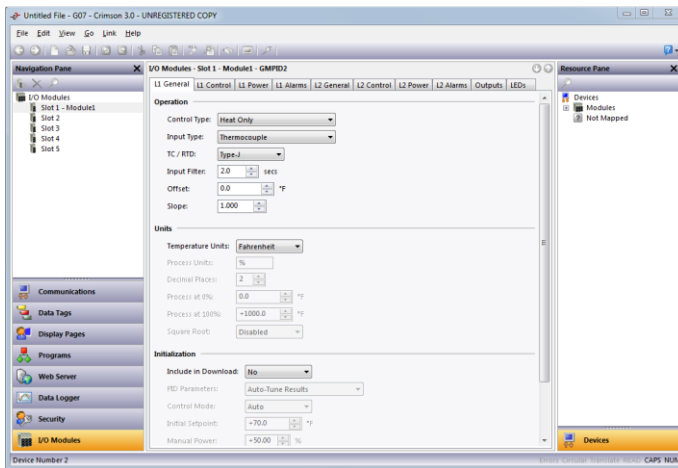 Untitled File - G07 - Crimson 3.0 - UNREGISTERED COPY
File Edit View Go Link Help
Navigation Pane
I/O Modules
Slot 1 - Module1
Slot 2
Slot 3
Slot 4
Slot 5
Communications
Data Tags
Display Pages
Programs
Web Server
Data Logger
Security
I/O Modules
I/O Modules - Slot 1 - Module1 - GMPID2
L1 General L1 Control L1 Power L1 Alarms L2 General L2 Control L2 Power L2 Alarms Outputs LEDs
Operation
Control Type: Heat Only
Input Type: Thermocouple
TC / RTD: Type-J
Input Filter: 2.0 secs
Offset: 0.0 °F
Slope: 1.000
Units
Temperature Units: Fahrenheit
Process Units: %
Decimal Places: 2
Process at 0%: 0.0 °F
Process at 100%: +1000.0 °F
Square Root: Disabled
Initialization
Include in Download: No
PID Parameters: Auto-Tune Results
Control Mode: Auto
Initial Setpoint: +70.0 °F
Manual Power: +50.00 %
Resource Pane
Devices
Modules
Not Mapped
Devices
Device Number 2
Errors Circular Translate READ CAPS NUM